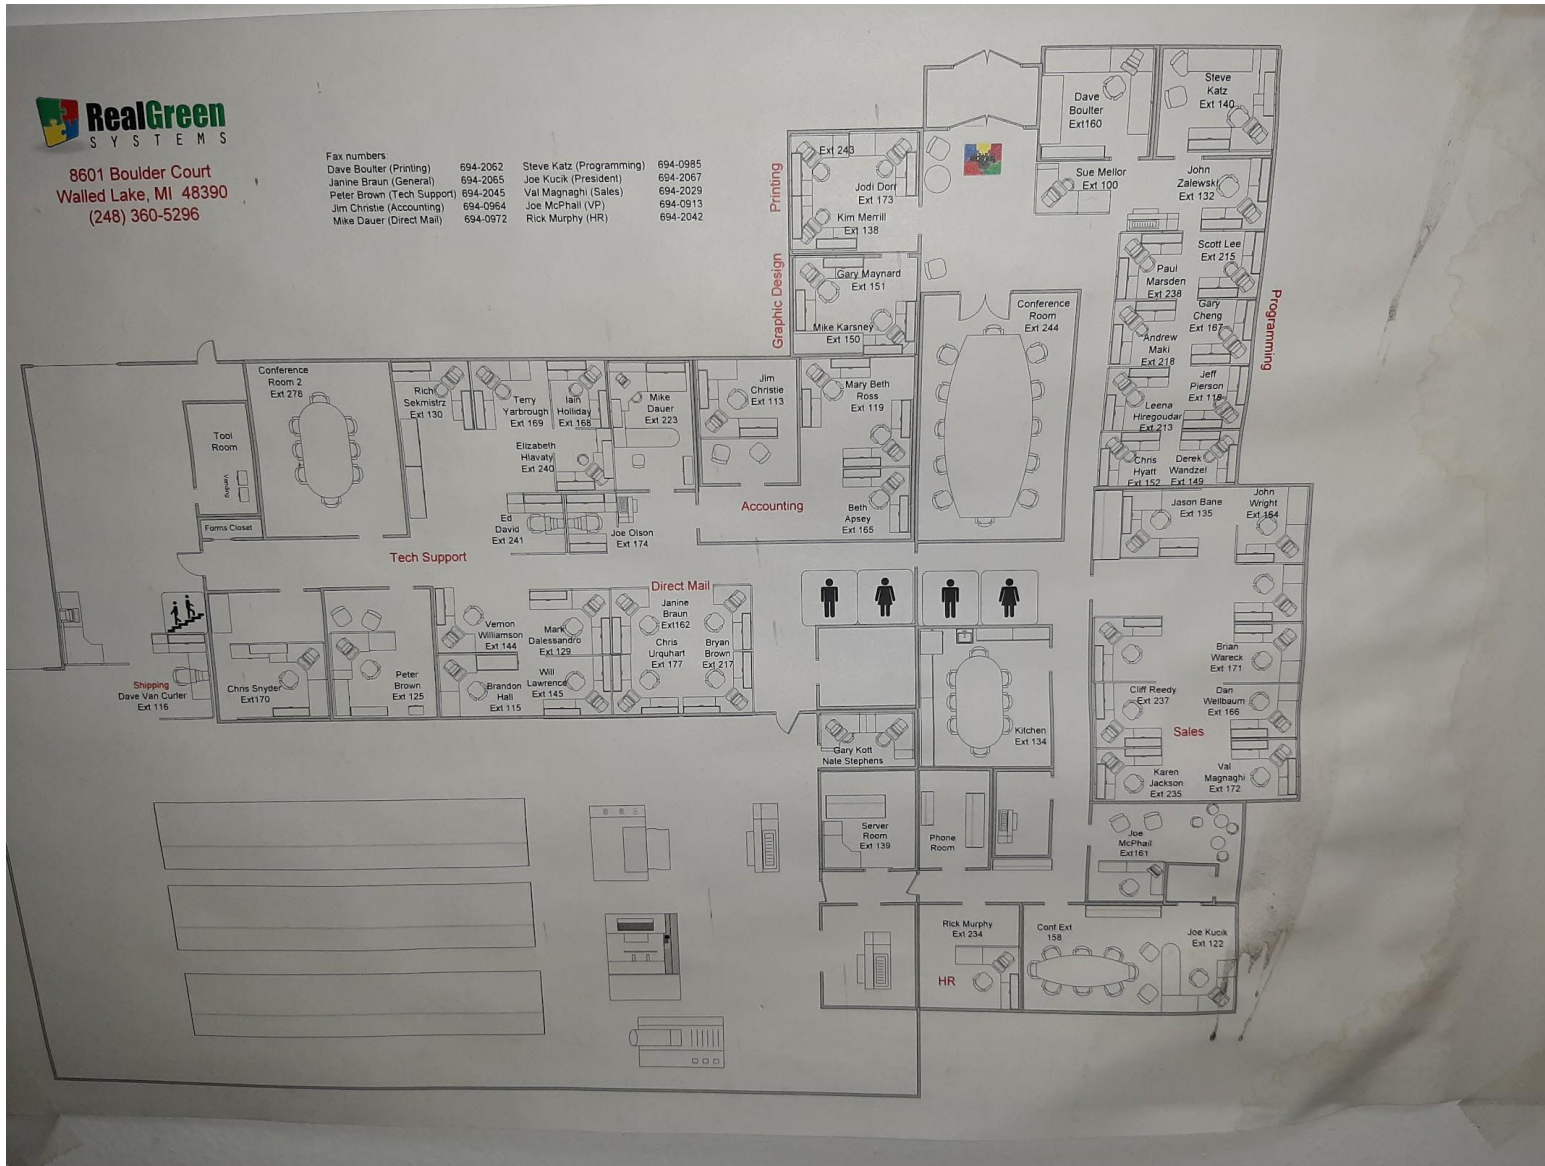 RealGreen
SYSTEMS
8601 Boulder Court
Walled Lake, MI 48390
(248) 360-5296
Fax numbers:
Dave Boulter (Printing) 694-2062 Steve Katz (Programming) 694-0985
Janine Braun (General) 694-2065 Joe Kucik (President) 694-2067
Peter Brown (Tech Support) 694-2045 Val Magnaghi (Sales) 694-2029
Jim Christie (Accounting) 694-0964 Joe McPhail (VP) 694-0913
Mike Dauer (Direct Mail) 694-0972 Rick Murphy (HR) 694-2042
Printing
Ext 243
Jodi Dorr
Ext 173
Kim Merrill
Ext 138
Dave
Boulter
Ext160
Steve
Katz
Ext 140
Sue Mellor
Ext 100
John
Zalewski
Ext 132
Graphic Design
Gary Maynard
Ext 151
Mike Karsney
Ext 150
Conference
Room
Ext 244
Programming
Scott Lee
Ext 215
Paul
Marsden
Ext 238
Gary
Cheng
Ext 167
Andrew
Maki
Ext 218
Jeff
Pierson
Ext 118
Leena
Hiregoudar
Ext 213
Chris
Hyatt
Ext 152
Derek
Wandzel
Ext 149
Conference
Room 2
Ext 278
Tool
Room
Vending
Forms Closet
Rich
Sekmistrz
Ext 130
Terry
Yarbrough
Ext 169
Iain
Holliday
Ext 168
Elizabeth
Hlavaty
Ext 240
Mike
Dauer
Ext 223
Jim
Christie
Ext 113
Mary Beth
Ross
Ext 119
Accounting
Beth
Apsey
Ext 165
Ed
David
Ext 241
Joe Olson
Ext 174
Tech Support
Jason Bane
Ext 135
John
Wright
Ext 164
Direct Mail
Janine
Braun
Ext162
Chris
Urquhart
Ext 177
Bryan
Brown
Ext 217
Vernon
Williamson
Ext 144
Mark
Dalessandro
Ext 129
Brandon
Hall
Ext 115
Will
Lawrence
Ext 145
Peter
Brown
Ext 125
Chris Snyder
Ext170
Shipping
Dave Van Curler
Ext 116
Brian
Wareck
Ext 171
Cliff Reedy
Ext 237
Dan
Wellbaum
Ext 166
Sales
Karen
Jackson
Ext 235
Val
Magnaghi
Ext 172
Kitchen
Ext 134
Gary Kott
Nate Stephens
Server
Room
Ext 139
Phone
Room
Joe
McPhail
Ext161
Rick Murphy
Ext 234
HR
Conf Ext
158
Joe Kucik
Ext 122